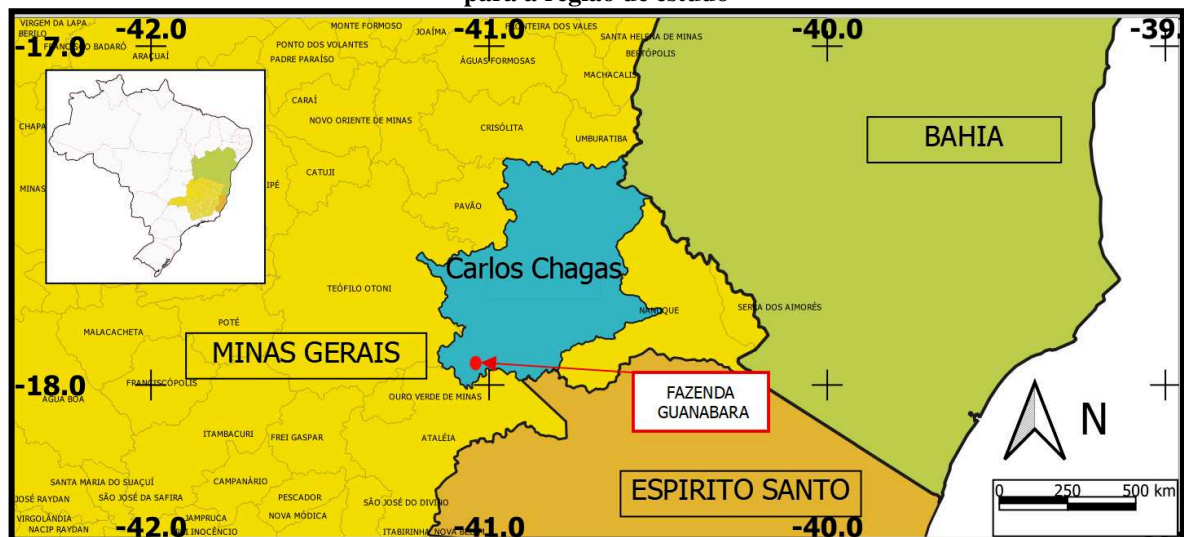 para a região de estudo
VIRGEM DA LAPA
BERILO
FRANCISCO BADARÓ
-42.0
-17.0
ARAÇUAÍ
MONTE FORMOSO
JOAÍMA
FRONTEIRA DOS VALES
-41.0
-40.0
-39.
PONTO DOS VOLANTES
PADRE PARAÍSO
ÁGUAS FORMOSAS
SANTA HELENA DE MINAS
BERTÓPOLIS
MACHACALIS
CARAÍ
NOVO ORIENTE DE MINAS
CHAPA
CRISÓLITA
UMBURATIBA
BAHIA
CATUJI
MINAS
IPÉ
PAVÃO
Carlos Chagas
TEÓFILO OTONI
NANUQUE
SERRA DOS AIMORÉS
POTÉ
MALACACHETA
MINAS GERAIS
-18.0
FRANCISCÓPOLIS
ÁGUA BOA
OURO VERDE DE MINAS
FAZENDA
GUANABARA
N
ITAMBACURI
FREI GASPAR
ATALÉIA
SANTA MARIA DO SUAÇUÍ
CAMPANÁRIO
JOSÉ RAYDAN
SÃO JOSÉ DA SAFIRA
PESCADOR
SÃO JOSÉ DO DIVINO
ESPIRITO SANTO
0 250 500 km
VIRGOLÂNDIA
NACIP RAYDAN
-42.0
JAMPRUCA
FREI INOCÊNCIO
NOVA MÓDICA
ITABIRINHA
-41.0
-40.0